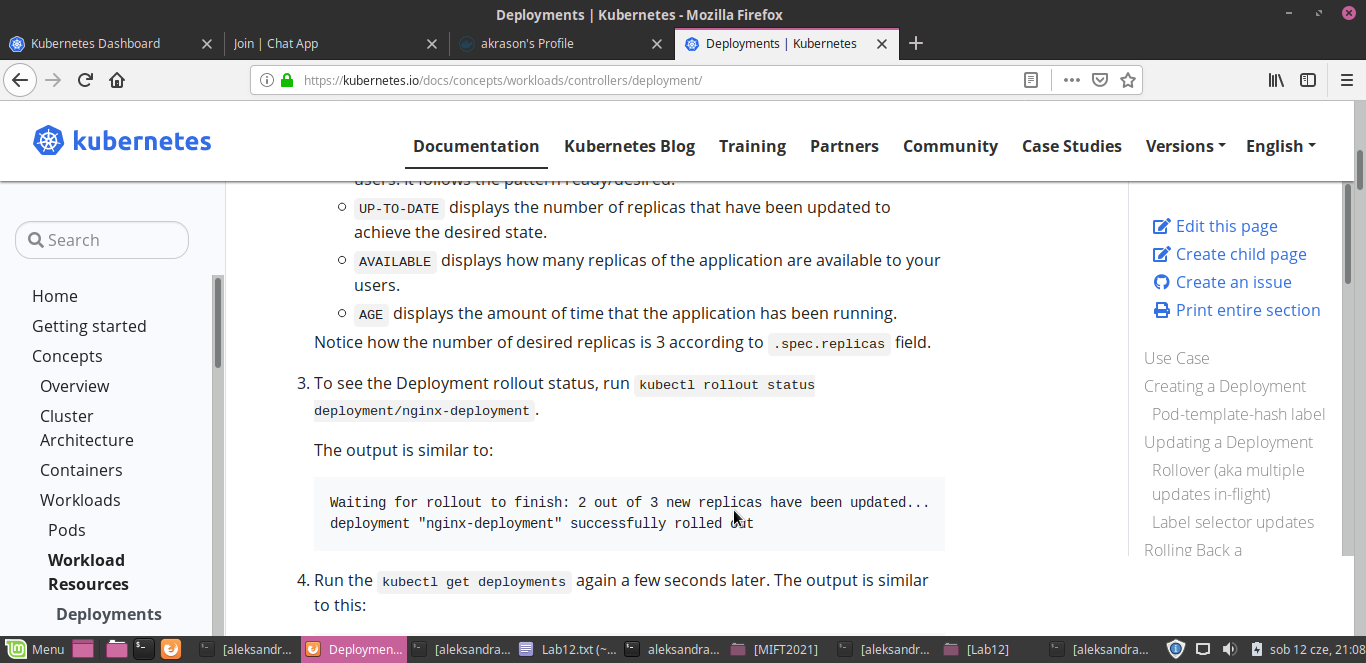 Deployments | Kubernetes - Mozilla Firefox
Kubernetes Dashboard
Join | Chat App
akrason's Profile
Deployments | Kubernetes
https://kubernetes.io/docs/concepts/workloads/controllers/deployment/
kubernetes
Documentation Kubernetes Blog Training Partners Community Case Studies Versions English
Search
Home
Getting started
Concepts
Overview
Cluster
Architecture
Containers
Workloads
Pods
Workload
Resources
Deployments
users. It follows the pattern ready/desired.
UP-TO-DATE displays the number of replicas that have been updated to
achieve the desired state.
AVAILABLE displays how many replicas of the application are available to your
users.
AGE displays the amount of time that the application has been running.
Notice how the number of desired replicas is 3 according to .spec.replicas field.
3. To see the Deployment rollout status, run kubectl rollout status
deployment/nginx-deployment.
The output is similar to:
Waiting for rollout to finish: 2 out of 3 new replicas have been updated...
deployment "nginx-deployment" successfully rolled out
4. Run the kubectl get deployments again a few seconds later. The output is similar
to this:
Edit this page
Create child page
Create an issue
Print entire section
Use Case
Creating a Deployment
Pod-template-hash label
Updating a Deployment
Rollover (aka multiple
updates in-flight)
Label selector updates
Rolling Back a
Menu [aleksandr... Deploymen... [aleksandra... Lab12.txt (~... aleksandra... [MIFT2021] [aleksandr... [Lab12] [aleksandra... sob 12 cze, 21:08